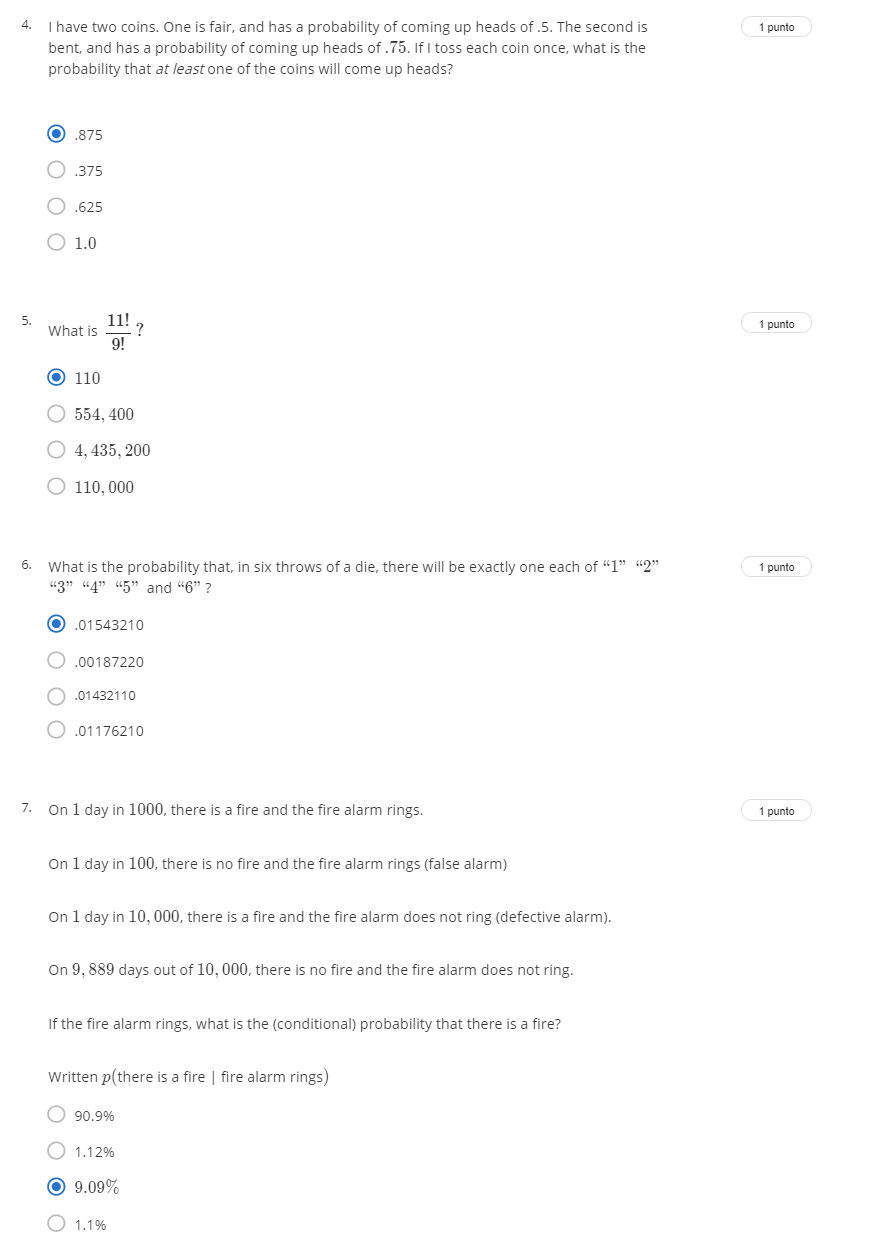 4. I have two coins. One is fair, and has a probability of coming up heads of .5. The second is
1 punto
bent, and has a probability of coming up heads of .75. If I toss each coin once, what is the
probability that at least one of the coins will come up heads?
.875
.375
.625
1.0
5. What is 11!/9! ?
1 punto
110
554, 400
4, 435, 200
110, 000
6. What is the probability that, in six throws of a die, there will be exactly one each of “1” “2”
1 punto
“3” “4” “5” and “6” ?
.01543210
.00187220
.01432110
.01176210
7. On 1 day in 1000, there is a fire and the fire alarm rings.
1 punto
On 1 day in 100, there is no fire and the fire alarm rings (false alarm)
On 1 day in 10, 000, there is a fire and the fire alarm does not ring (defective alarm).
On 9, 889 days out of 10, 000, there is no fire and the fire alarm does not ring.
If the fire alarm rings, what is the (conditional) probability that there is a fire?
Written p(there is a fire | fire alarm rings)
90.9%
1.12%
9.09%
1.1%